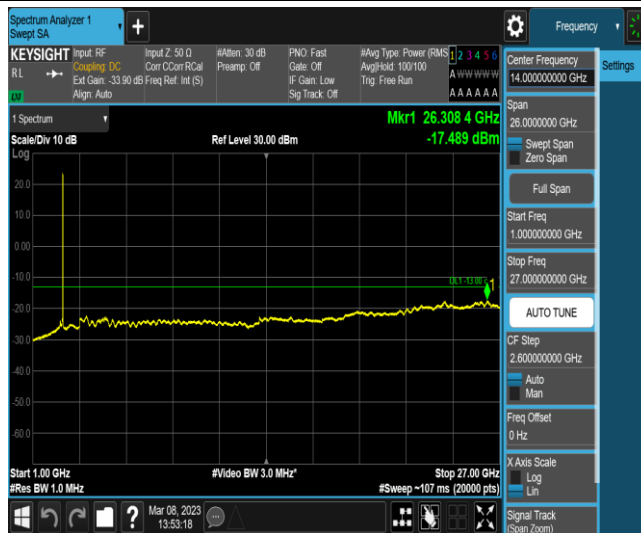 Spectrum Analyzer 1
Swept SA
Frequency
KEYSIGHT
RL
Input: RF
Coupling: DC
Ext Gain: -33.90 dB
Align: Auto
Input Z: 50 Ω
Corr CCorr RCal
Freq Ref: Int (S)
#Atten: 30 dB
Preamp: Off
PNO: Fast
Gate: Off
IF Gain: Low
Sig Track: Off
#Avg Type: Power (RMS
Avg|Hold: 100/100
Trig: Free Run
1 2 3 4 5 6
A W W W W W
A A A A A A
1 Spectrum
Scale/Div 10 dB
Ref Level 30.00 dBm
Mkr1 26.308 4 GHz
-17.489 dBm
Log
20.0
10.0
0.00
-10.0
-20.0
-30.0
-40.0
-50.0
-60.0
DL1 -13.00
1
Start 1.00 GHz
#Video BW 3.0 MHz*
Stop 27.00 GHz
#Res BW 1.0 MHz
#Sweep ~107 ms (20000 pts)
Mar 08, 2023
13:53:18
Center Frequency
14.000000000 GHz
Settings
Span
26.0000000 GHz
Swept Span
Zero Span
Full Span
Start Freq
1.000000000 GHz
Stop Freq
27.000000000 GHz
AUTO TUNE
CF Step
2.600000000 GHz
Auto
Man
Freq Offset
0 Hz
X Axis Scale
Log
Lin
Signal Track
(Span Zoom)